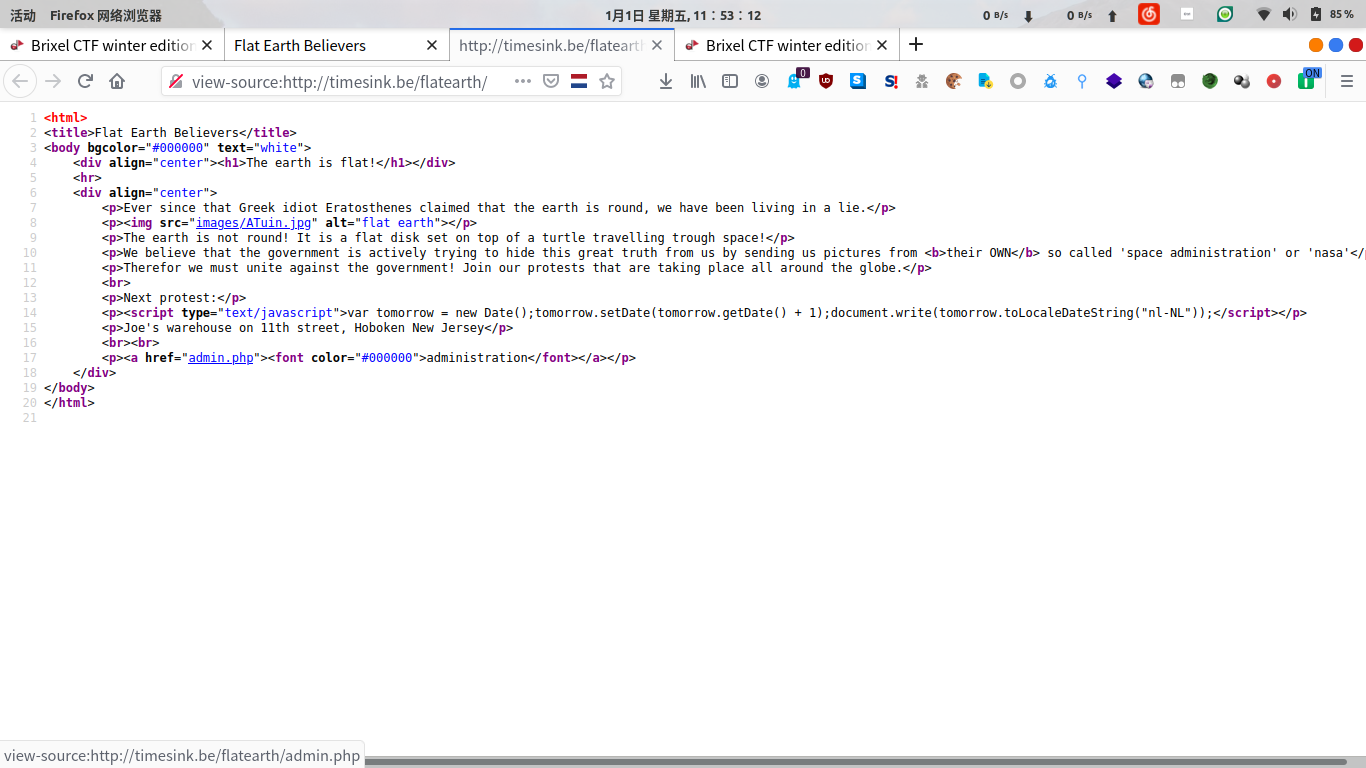 活动 Firefox 网络浏览器 1月1日 星期五, 11：53：12 0 B/s 0 B/s 85 %
Brixel CTF winter edition Flat Earth Believers http://timesink.be/flateart Brixel CTF winter edition
view-source:http://timesink.be/flatearth/ 0 ON
1 <html>
2 <title>Flat Earth Believers</title>
3 <body bgcolor="#000000" text="white">
4 <div align="center"><h1>The earth is flat!</h1></div>
5 <hr>
6 <div align="center">
7 <p>Ever since that Greek idiot Eratosthenes claimed that the earth is round, we have been living in a lie.</p>
8 <p><img src="images/ATuin.jpg" alt="flat earth"></p>
9 <p>The earth is not round! It is a flat disk set on top of a turtle travelling trough space!</p>
10 <p>We believe that the government is actively trying to hide this great truth from us by sending us pictures from <b>their OWN</b> so called 'space administration' or 'nasa'</p
11 <p>Therefor we must unite against the government! Join our protests that are taking place all around the globe.</p>
12 <br>
13 <p>Next protest:</p>
14 <p><script type="text/javascript">var tomorrow = new Date();tomorrow.setDate(tomorrow.getDate() + 1);document.write(tomorrow.toLocaleDateString("nl-NL"));</script></p>
15 <p>Joe's warehouse on 11th street, Hoboken New Jersey</p>
16 <br><br>
17 <p><a href="admin.php"><font color="#000000">administration</font></a></p>
18 </div>
19 </body>
20 </html>
21
view-source:http://timesink.be/flatearth/admin.php